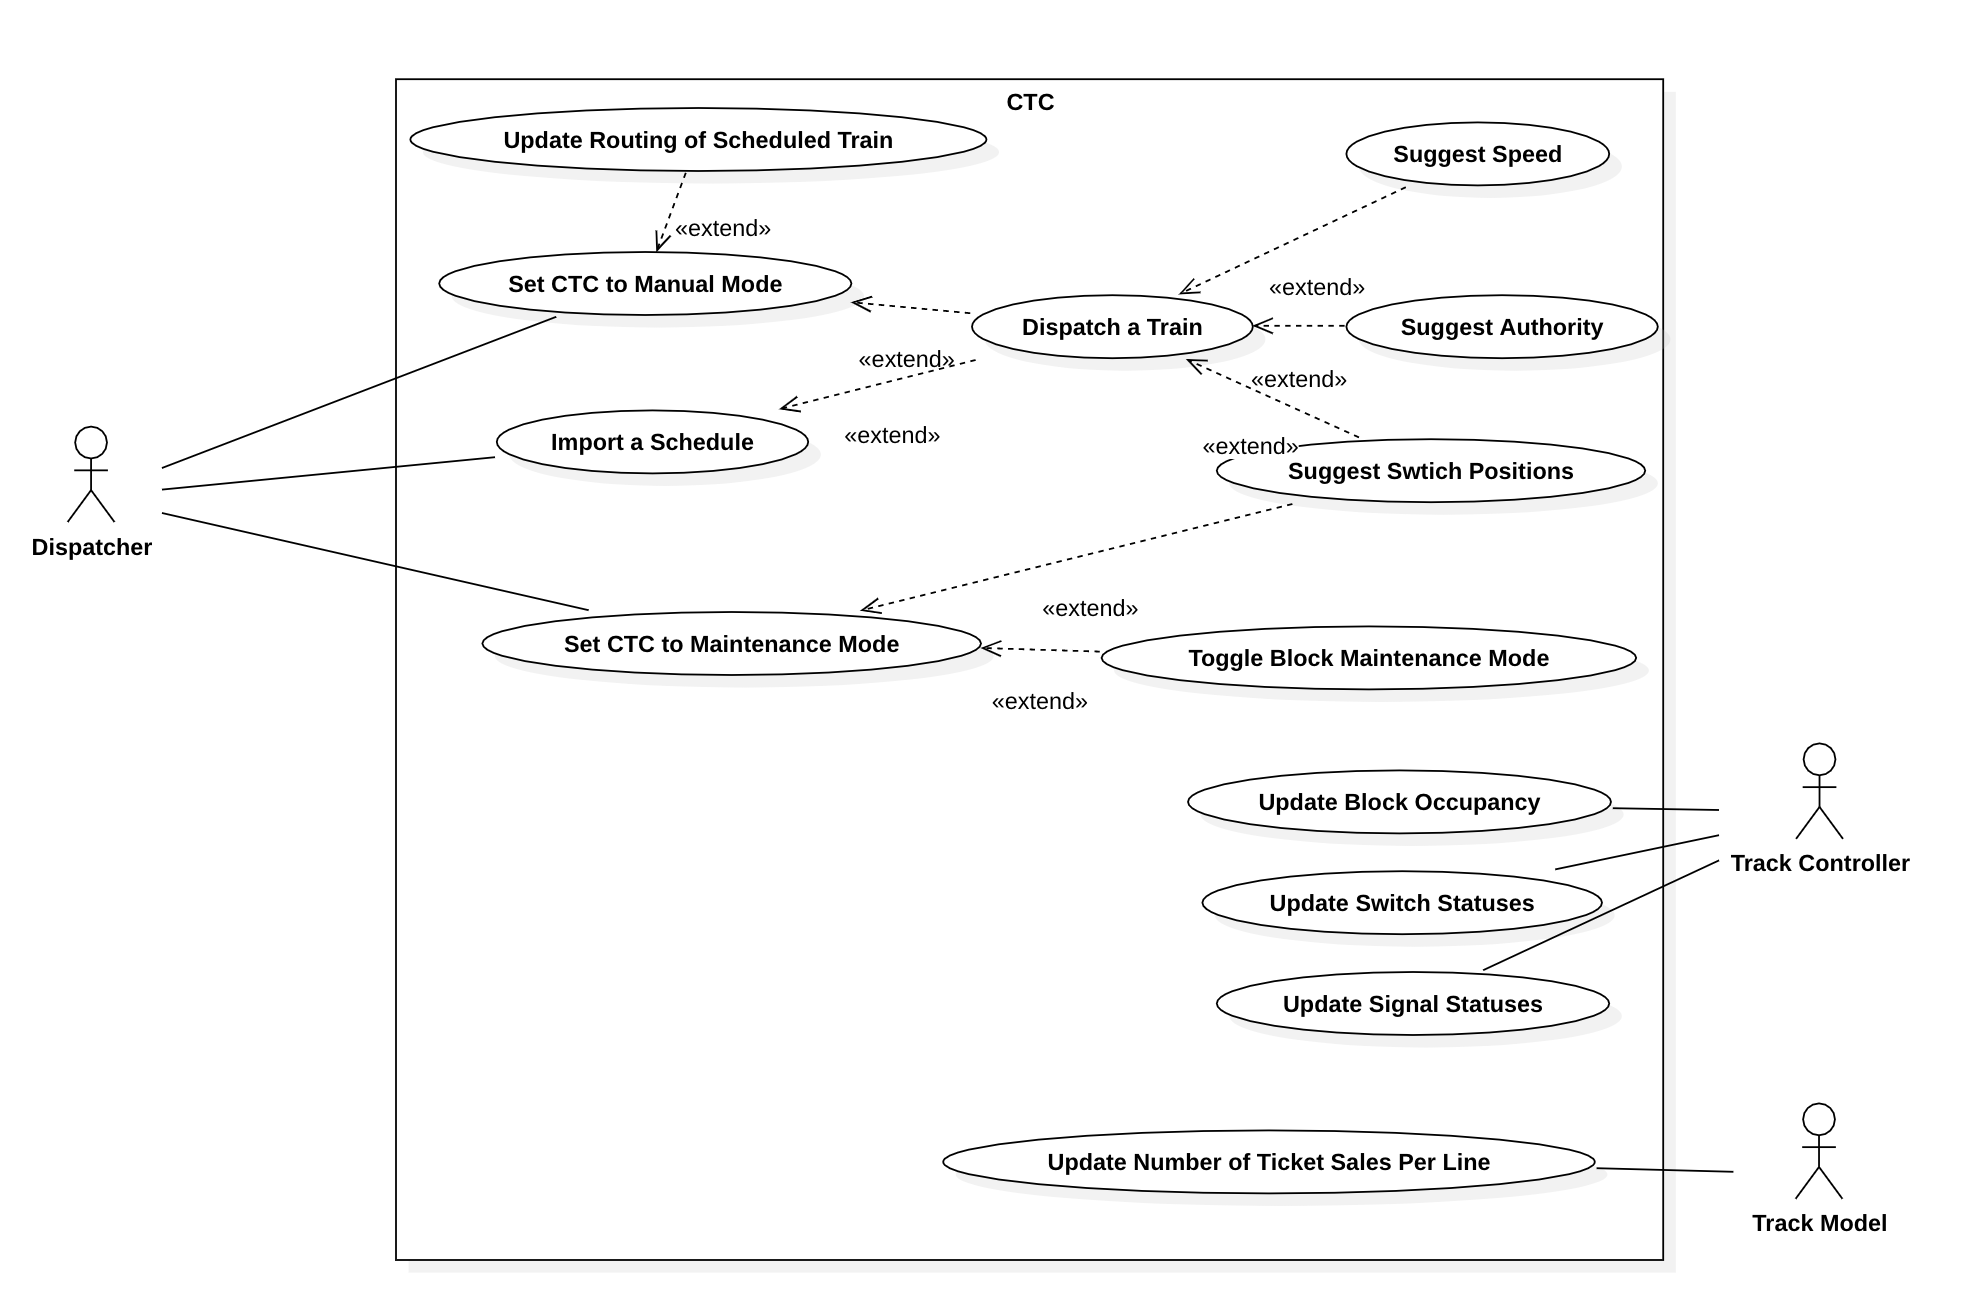 CTC
Update Routing of Scheduled Train
Suggest Speed
«extend»
Set CTC to Manual Mode
«extend»
Dispatch a Train
Suggest Authority
«extend»
«extend»
Import a Schedule
«extend»
«extend»
Suggest Swtich Positions
Dispatcher
«extend»
Set CTC to Maintenance Mode
Toggle Block Maintenance Mode
«extend»
Update Block Occupancy
Track Controller
Update Switch Statuses
Update Signal Statuses
Update Number of Ticket Sales Per Line
Track Model